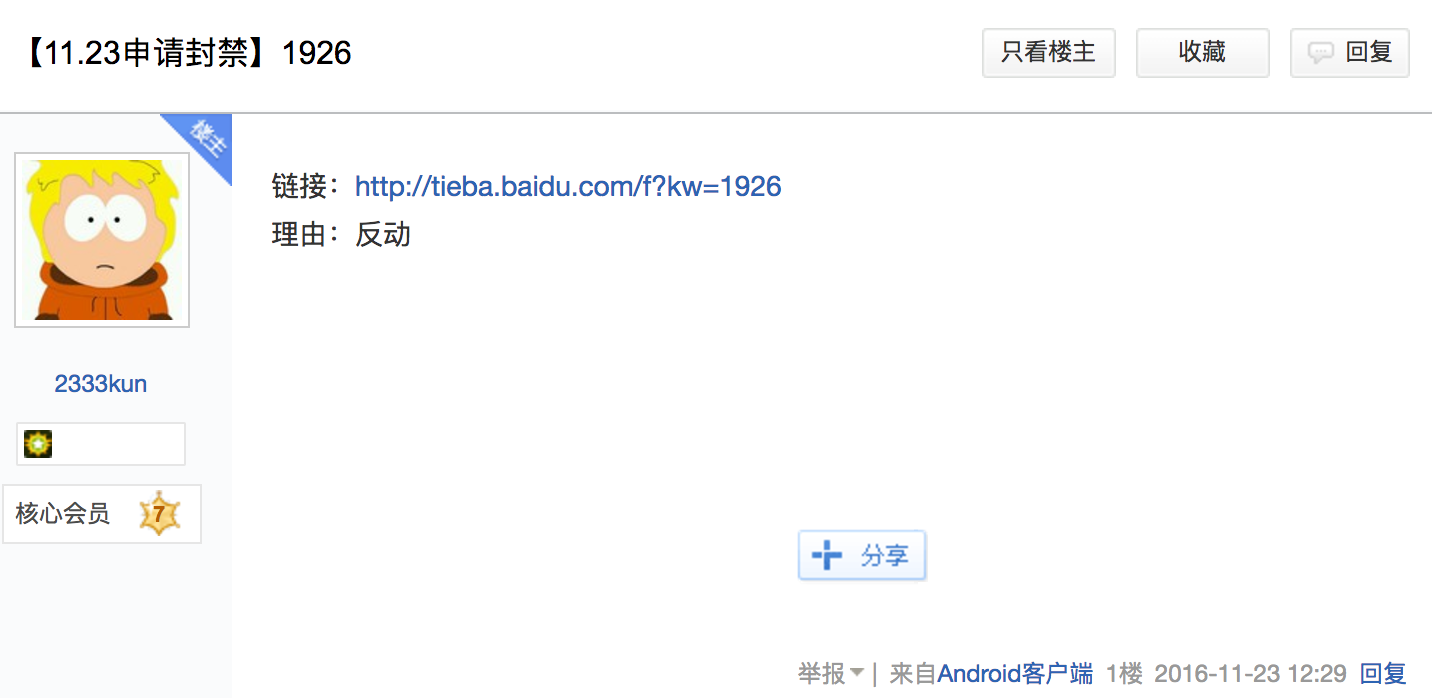 【11.23申请封禁】1926
只看楼主
收藏
回复
楼主
链接：http://tieba.baidu.com/f?kw=1926
理由：反动
2333kun
核心会员 7
分享
举报 | 来自Android客户端 1楼 2016-11-23 12:29 回复